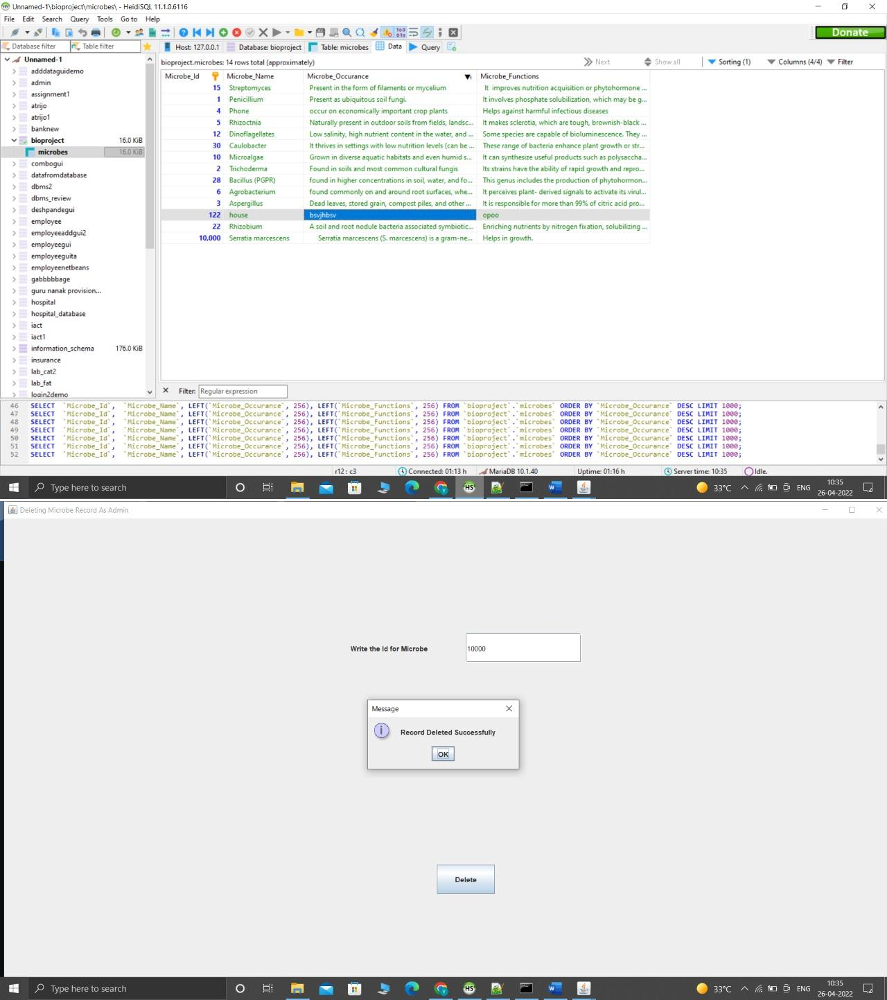 Unnamed-1\bioproject\microbes\ - HeidiSQL 11.1.0.6116
File Edit Search Query Tools Go to Help
Donate
Database filter Table filter
Host: 127.0.0.1 Database: bioproject Table: microbes Data Query
Unnamed-1
adddataguidemo
admin
assignment1
atrijo
atrijo1
banknew
bioproject 16.0 KiB
microbes 16.0 KiB
combogui
datafromdatabase
dbms2
dbms_review
deshpandegui
employee
employeeaddgui2
employeegui
employeeguita
employeenetbeans
gabbbbbage
guru nanak provision...
hospital
hospital_database
iact
iact1
information_schema 176.0 KiB
insurance
lab_cat2
lab_fat
login2demo
bioproject.microbes: 14 rows total (approximately) Next Show all Sorting (1) Columns (4/4) Filter
Microbe_Id Microbe_Name Microbe_Occurance Microbe_Functions
15 Streptomyces Present in the form of filaments or mycelium It improves nutrition acquisition or phytohormone ...
1 Penicillium Present as ubiquitous soil fungi. It involves phosphate solubilization, which may be g...
4 Phone occur on economically important crop plants Helps against harmful infectious diseases
5 Rhizoctnia Naturally present in outdoor soils from fields, landsc... It makes sclerotia, which are tough, brownish-black ...
12 Dinoflagellates Low salinity, high nutrient content in the water, and ... Some species are capable of bioluminescence. They ...
30 Caulobacter It thrives in settings with low nutrition levels (can be ... These range of bacteria enhance plant growth or str...
10 Microalgae Grown in diverse aquatic habitats and even humid s... It can synthesize useful products such as polysaccha...
2 Trichoderma Found in soils and most common cultural fungis Its strains have the ability of rapid growth and repro...
28 Bacillus (PGPR) found in higher concentrations in soil, water, and fo... This genus includes the production of phytohormon...
6 Agrobacterium found commonly on and around root surfaces, whe... It perceives plant- derived signals to activate its virul...
3 Aspergillus Dead leaves, stored grain, compost piles, and other ... It is responsible for more than 99% of citric acid pro...
122 house bsvjhbsv opoo
22 Rhizobium A soil and root nodule bacteria associated symbiotic... Enriching nutrients by nitrogen fixation, solubilizing ...
10,000 Serratia marcescens Serratia marcescens (S. marcescens) is a gram-ne... Helps in growth.
Filter: Regular expression
46 SELECT `Microbe_Id`, `Microbe_Name`, LEFT(`Microbe_Occurance`, 256), LEFT(`Microbe_Functions`, 256) FROM `bioproject`.`microbes` ORDER BY `Microbe_Occurance` DESC LIMIT 1000;
47 SELECT `Microbe_Id`, `Microbe_Name`, LEFT(`Microbe_Occurance`, 256), LEFT(`Microbe_Functions`, 256) FROM `bioproject`.`microbes` ORDER BY `Microbe_Occurance` DESC LIMIT 1000;
48 SELECT `Microbe_Id`, `Microbe_Name`, LEFT(`Microbe_Occurance`, 256), LEFT(`Microbe_Functions`, 256) FROM `bioproject`.`microbes` ORDER BY `Microbe_Occurance` DESC LIMIT 1000;
49 SELECT `Microbe_Id`, `Microbe_Name`, LEFT(`Microbe_Occurance`, 256), LEFT(`Microbe_Functions`, 256) FROM `bioproject`.`microbes` ORDER BY `Microbe_Occurance` DESC LIMIT 1000;
50 SELECT `Microbe_Id`, `Microbe_Name`, LEFT(`Microbe_Occurance`, 256), LEFT(`Microbe_Functions`, 256) FROM `bioproject`.`microbes` ORDER BY `Microbe_Occurance` DESC LIMIT 1000;
51 SELECT `Microbe_Id`, `Microbe_Name`, LEFT(`Microbe_Occurance`, 256), LEFT(`Microbe_Functions`, 256) FROM `bioproject`.`microbes` ORDER BY `Microbe_Occurance` DESC LIMIT 1000;
52 SELECT `Microbe_Id`, `Microbe_Name`, LEFT(`Microbe_Occurance`, 256), LEFT(`Microbe_Functions`, 256) FROM `bioproject`.`microbes` ORDER BY `Microbe_Occurance` DESC LIMIT 1000;
r12 : c3 Connected: 01:13 h MariaDB 10.1.40 Uptime: 01:16 h Server time: 10:35 Idle.
Type here to search 33°C ENG 10:35
26-04-2022
Deleting Microbe Record As Admin
Write the Id for Microbe 10000
Message
Record Deleted Successfully
OK
Delete
Type here to search 33°C ENG 10:35
26-04-2022